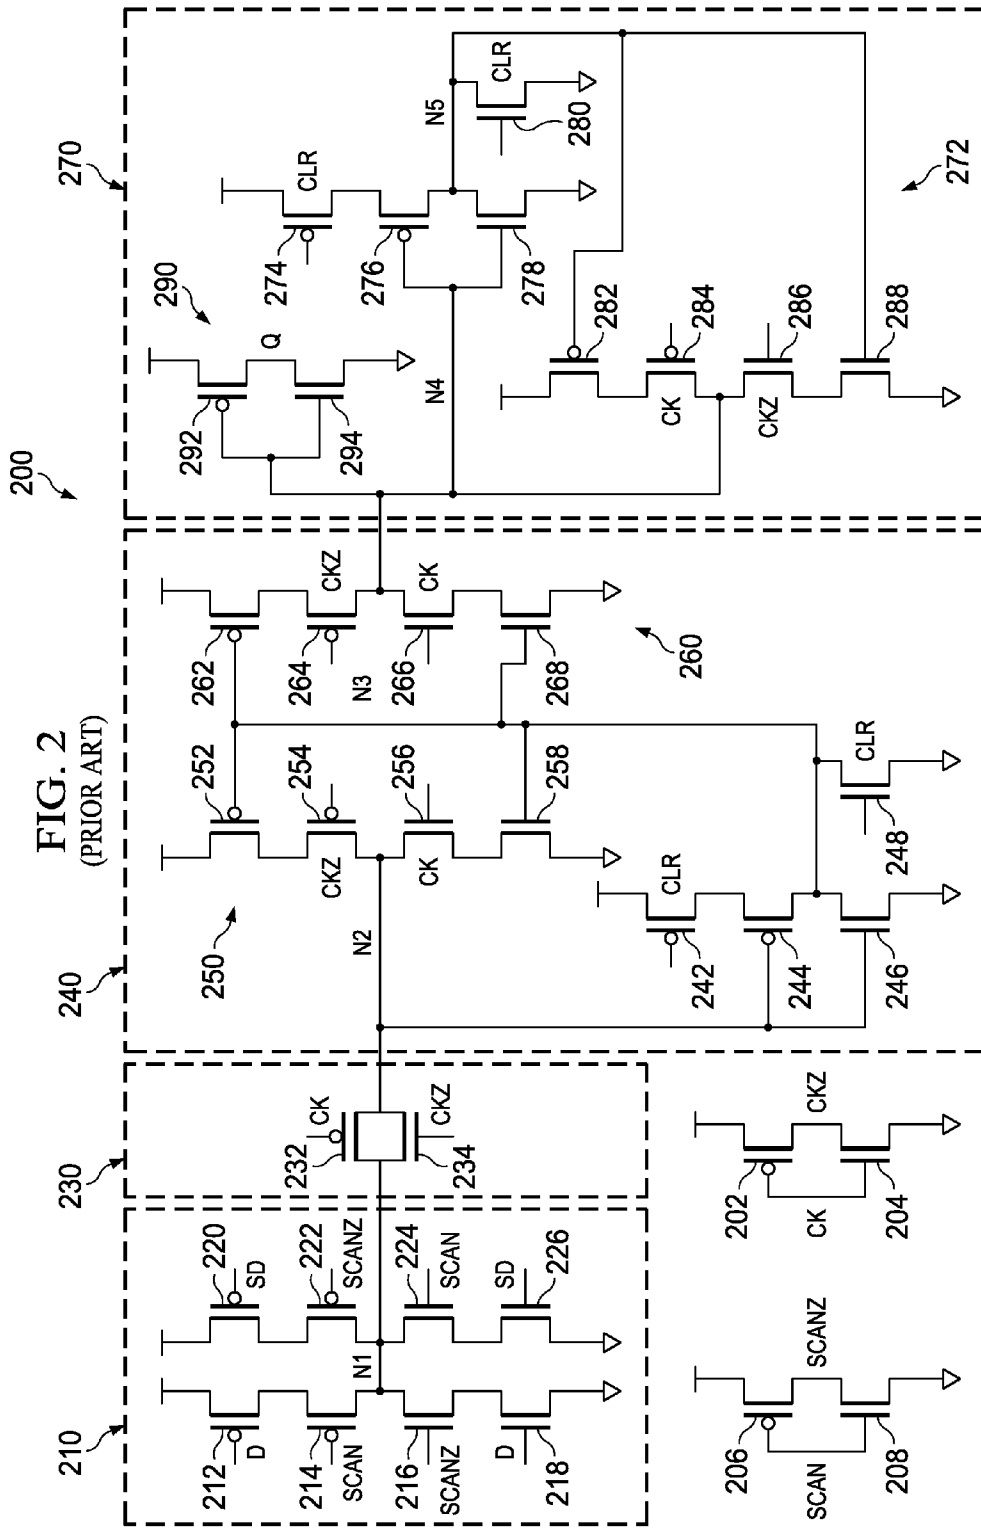 FIG. 2
(PRIOR ART)
200
210
230
240
270
212
D
214
SCAN
216
SCANZ
D
218
220
SD
222
SCANZ
N1
224
SCAN
SD
226
206
SCAN
SCANZ
208
202
CK
CKZ
204
232
CK
234
CKZ
250
N2
252
254
CKZ
256
CK
258
242
CLR
244
246
248
CLR
262
264
CKZ
N3
266
CK
268
260
290
292
Q
294
N4
274
CLR
276
278
N5
CLR
280
282
284
CK
286
CKZ
288
272